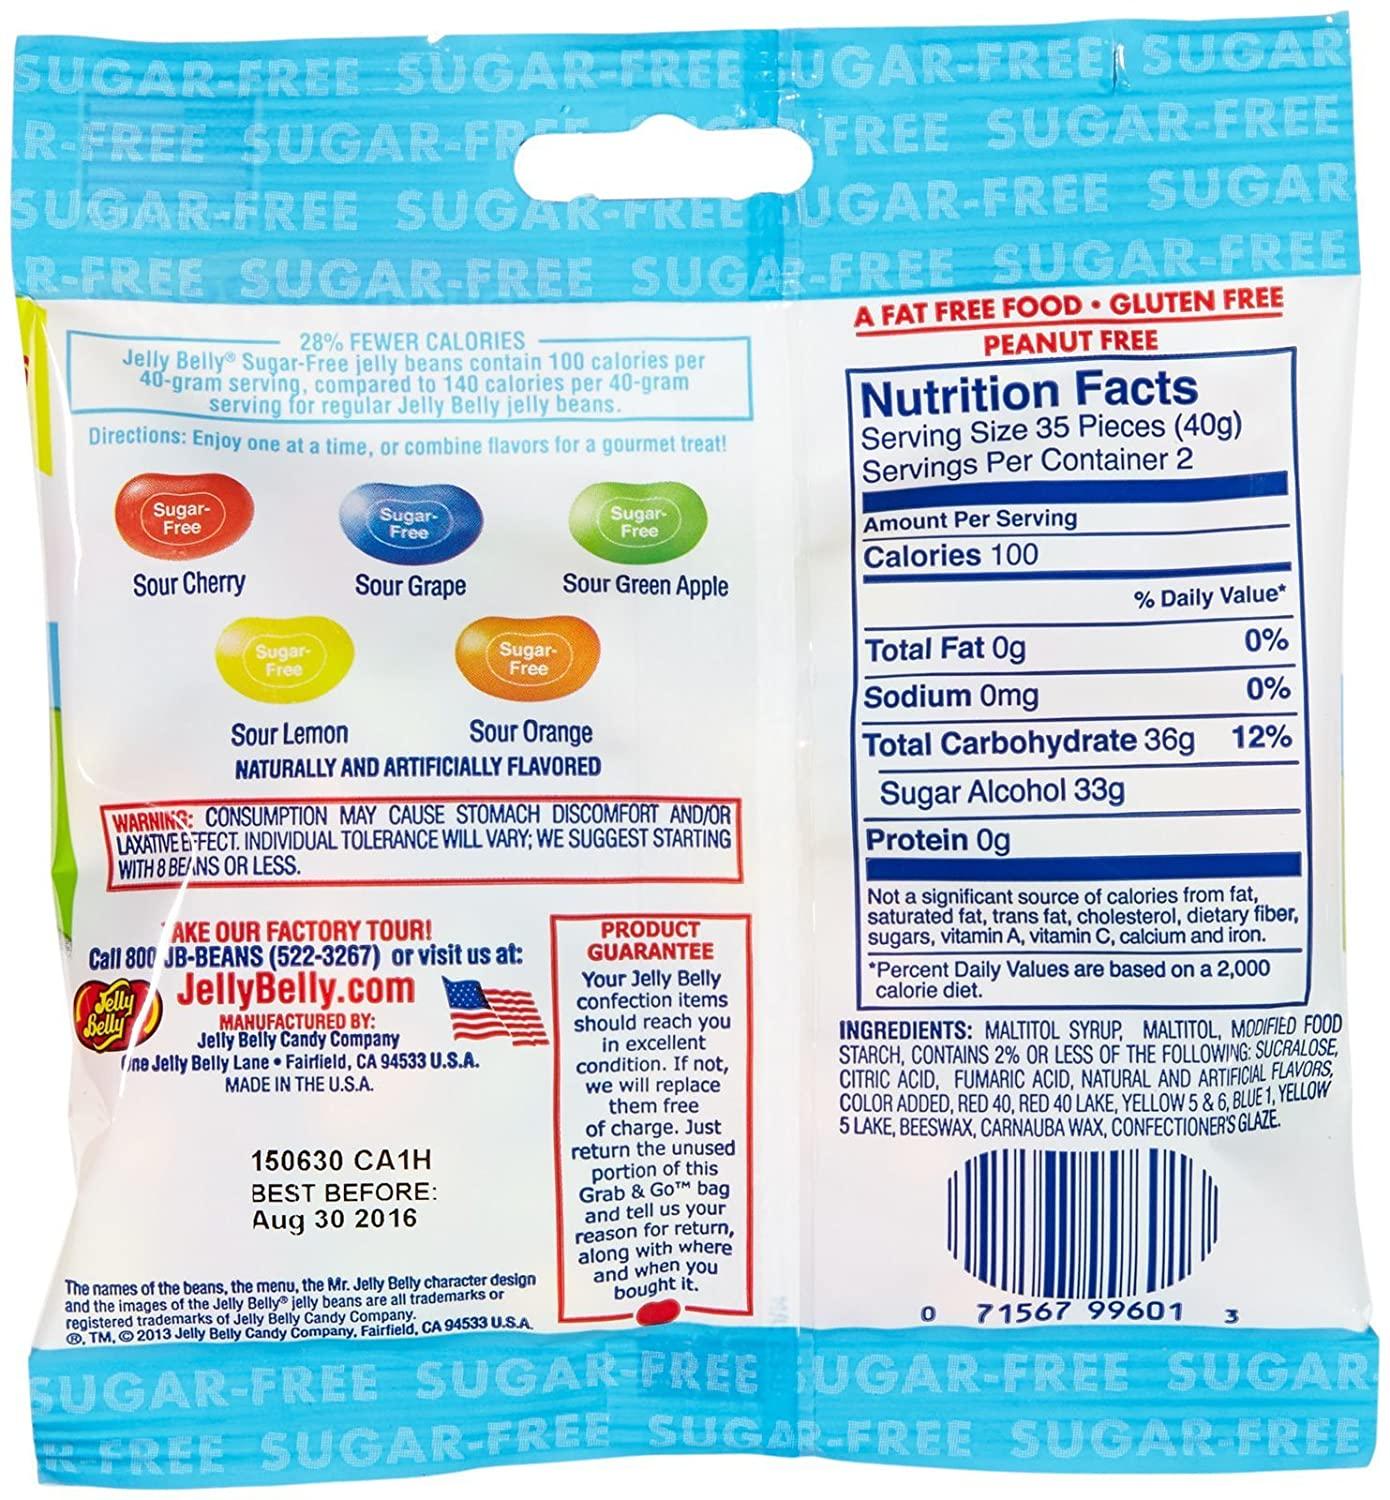 SUGAR-FREE SUGAR-FREE UGAR-FREE SUGAR
R-FREE SUGAR-FR FREE SUGAR-FREE
SUGAR-FREE SUGAR-FREE UGAR-FREE SUGAR
R-FREE SUGAR-FREE SUGAR-FREE SUGAR-FREE
28% FEWER CALORIES
Jelly Belly® Sugar-Free jelly beans contain 100 calories per
40-gram serving, compared to 140 calories per 40-gram
serving for regular Jelly Belly jelly beans.
Directions: Enjoy one at a time, or combine flavors for a gourmet treat!
Sugar-
Free
Sour Cherry
Sugar-
Free
Sour Grape
Sugar-
Free
Sour Green Apple
Sugar-
Free
Sour Lemon
Sugar-
Free
Sour Orange
NATURALLY AND ARTIFICIALLY FLAVORED
WARNING: CONSUMPTION MAY CAUSE STOMACH DISCOMFORT AND/OR
LAXATIVE EFFECT. INDIVIDUAL TOLERANCE WILL VARY; WE SUGGEST STARTING
WITH 8 BEANS OR LESS.
TAKE OUR FACTORY TOUR!
Call 800 JB-BEANS (522-3267) or visit us at:
JellyBelly.com
Jelly
Belly
MANUFACTURED BY:
Jelly Belly Candy Company
One Jelly Belly Lane • Fairfield, CA 94533 U.S.A.
MADE IN THE U.S.A.
150630 CA1H
BEST BEFORE:
Aug 30 2016
The names of the beans, the menu, the Mr. Jelly Belly character design
and the images of the Jelly Belly® jelly beans are all trademarks or
registered trademarks of Jelly Belly Candy Company.
®, TM, © 2013 Jelly Belly Candy Company, Fairfield, CA 94533 U.S.A.
PRODUCT
GUARANTEE
Your Jelly Belly
confection items
should reach you
in excellent
condition. If not,
we will replace
them free
of charge. Just
return the unused
portion of this
Grab & Go™ bag
and tell us your
reason for return,
along with where
and when you
bought it.
A FAT FREE FOOD • GLUTEN FREE
PEANUT FREE
Nutrition Facts
Serving Size 35 Pieces (40g)
Servings Per Container 2
Amount Per Serving
Calories 100
% Daily Value*
Total Fat 0g 0%
Sodium 0mg 0%
Total Carbohydrate 36g 12%
Sugar Alcohol 33g
Protein 0g
Not a significant source of calories from fat,
saturated fat, trans fat, cholesterol, dietary fiber,
sugars, vitamin A, vitamin C, calcium and iron.
*Percent Daily Values are based on a 2,000
calorie diet.
INGREDIENTS: MALTITOL SYRUP, MALTITOL, MODIFIED FOOD
STARCH, CONTAINS 2% OR LESS OF THE FOLLOWING: SUCRALOSE,
CITRIC ACID, FUMARIC ACID, NATURAL AND ARTIFICIAL FLAVORS,
COLOR ADDED, RED 40, RED 40 LAKE, YELLOW 5 & 6, BLUE 1, YELLOW
5 LAKE, BEESWAX, CARNAUBA WAX, CONFECTIONER'S GLAZE.
0 71567 99601 3
SUGAR-FREE SUGAR-FREE UGAR-FREE SUGAR
R-FREE SUGAR-FREE SUGAR-FREE SUGAR-FREE